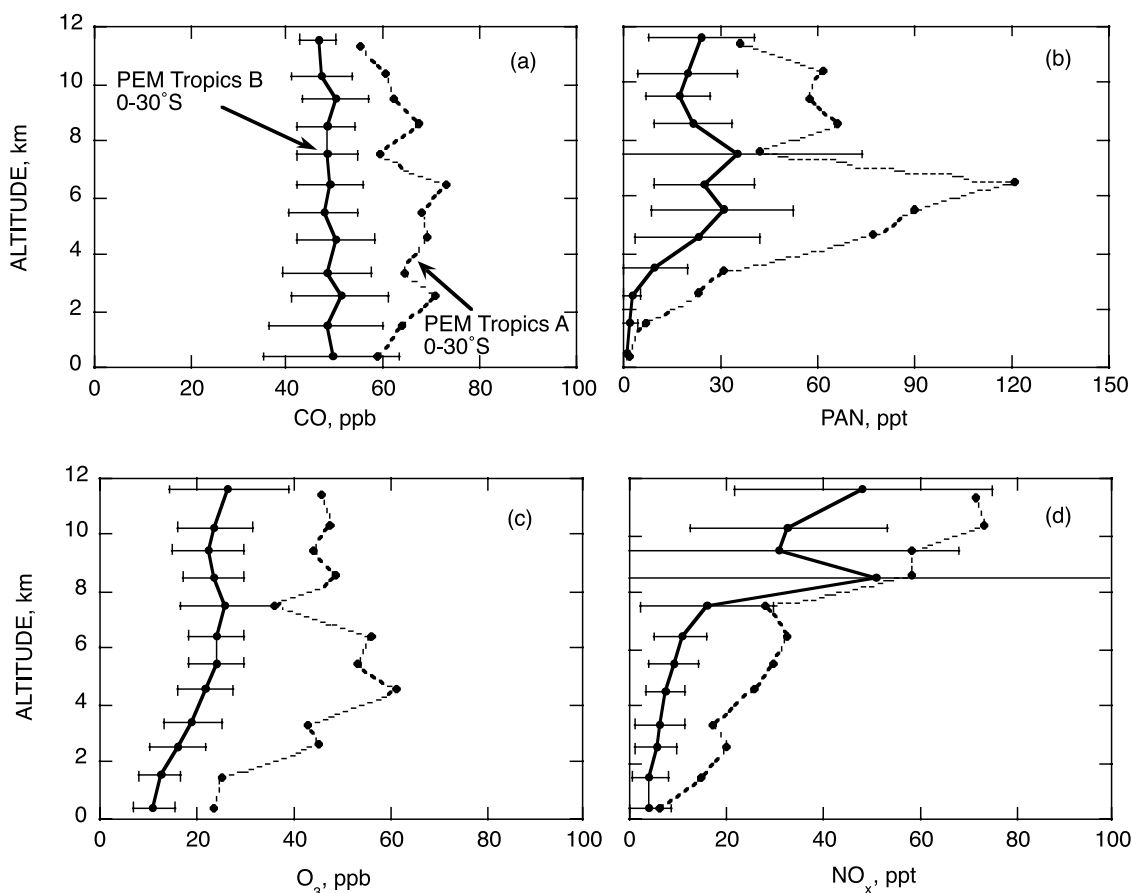 12
10
8
6
4
2
0
ALTITUDE, km
PEM Tropics B
0-30˚S
(a)
PEM Tropics A
0-30˚S
0 20 40 60 80 100
CO, ppb
(b)
0 30 60 90 120 150
PAN, ppt
12
10
8
6
4
2
0
ALTITUDE, km
(c)
0 20 40 60 80 100
O3, ppb
(d)
0 20 40 60 80 100
NOx, ppt